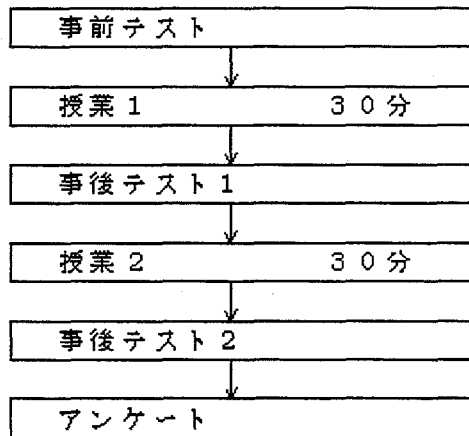 事前テスト
授業1 30分
事後テスト1
授業2 30分
事後テスト2
アンケート